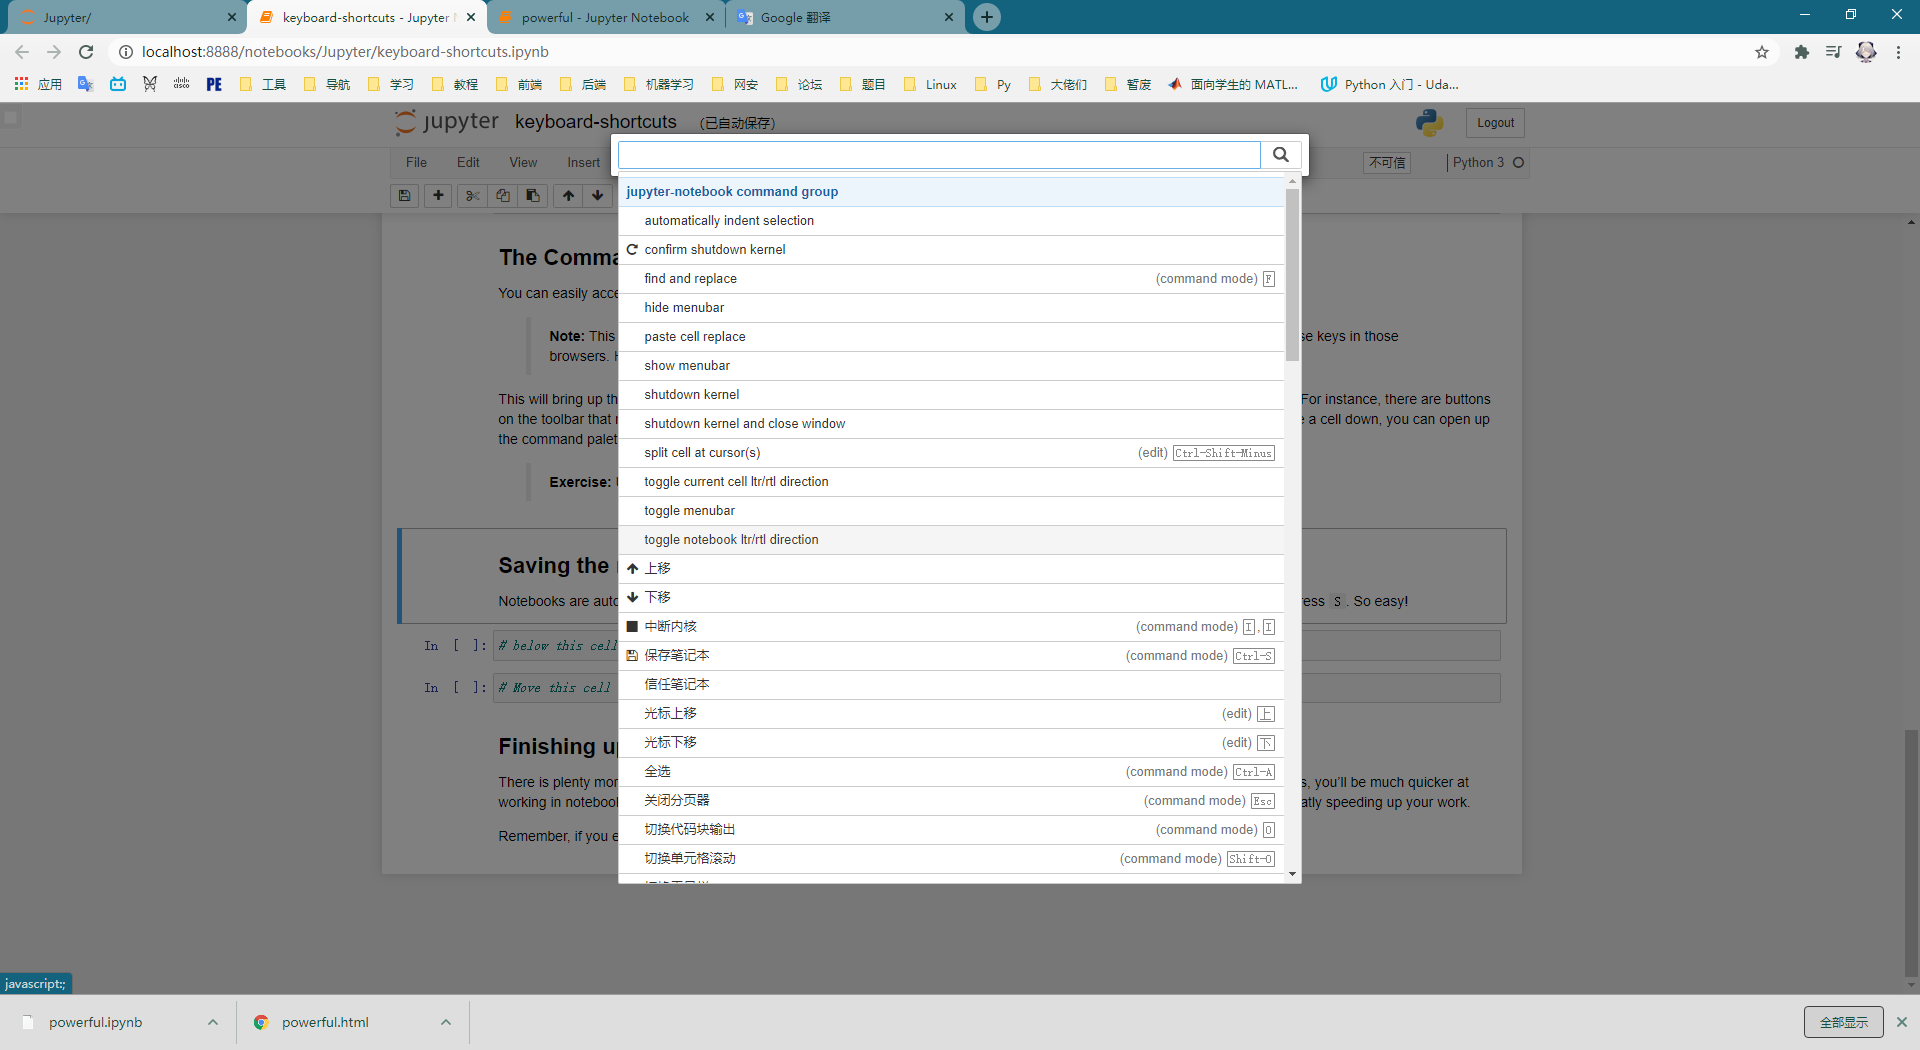 Jupyter/
keyboard-shortcuts - Jupyter N
powerful - Jupyter Notebook
Google 翻译
localhost:8888/notebooks/Jupyter/keyboard-shortcuts.ipynb
应用
cisco
PE
工具
导航
学习
教程
前端
后端
机器学习
网安
论坛
题目
Linux
Py
大佬们
暂废
面向学生的 MATL...
Python 入门 - Uda...
jupyter
keyboard-shortcuts
(已自动保存)
Logout
File
Edit
View
Insert
不可信
Python 3
jupyter-notebook command group
automatically indent selection
confirm shutdown kernel
find and replace (command mode) F
hide menubar
paste cell replace
show menubar
shutdown kernel
shutdown kernel and close window
split cell at cursor(s) (edit) Ctrl-Shift-Minus
toggle current cell ltr/rtl direction
toggle menubar
toggle notebook ltr/rtl direction
上移
下移
中断内核 (command mode) I,I
保存笔记本 (command mode) Ctrl-S
信任笔记本
光标上移 (edit) 上
光标下移 (edit) 下
全选 (command mode) Ctrl-A
关闭分页器 (command mode) Esc
切换代码块输出 (command mode) O
切换单元格滚动 (command mode) Shift-O
The Comma
You can easily acce
Note: This
se keys in those
browsers. H
This will bring up th
For instance, there are buttons
on the toolbar that
a cell down, you can open up
the command palet
Exercise:
Saving the
Notebooks are auto
ress S. So easy!
In [ ]: # below this cell
In [ ]: # Move this cell
Finishing u
There is plenty mor
s, you'll be much quicker at
working in notebook
atly speeding up your work.
Remember, if you e
javascript:;
powerful.ipynb
powerful.html
全部显示